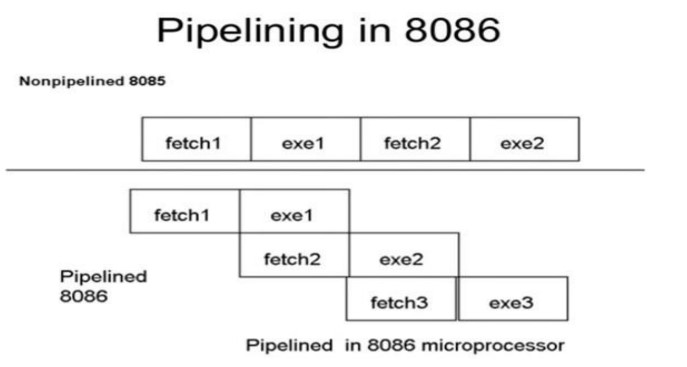 Pipelining in 8086
Nonpipelined 8085
fetch1 exe1 fetch2 exe2
fetch1 exe1
fetch2 exe2
Pipelined
8086
fetch3 exe3
Pipelined in 8086 microprocessor